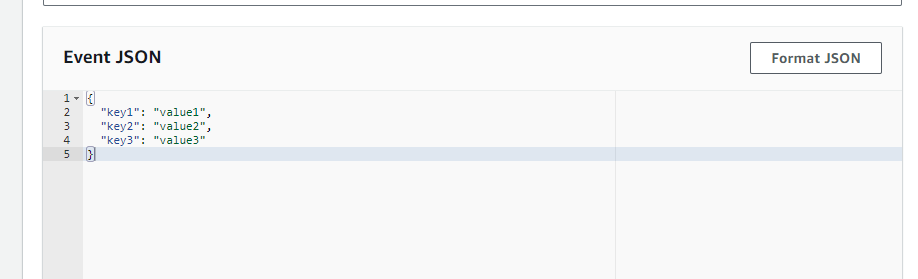 Event JSON
Format JSON
1 {
2 "key1": "value1",
3 "key2": "value2",
4 "key3": "value3"
5 }